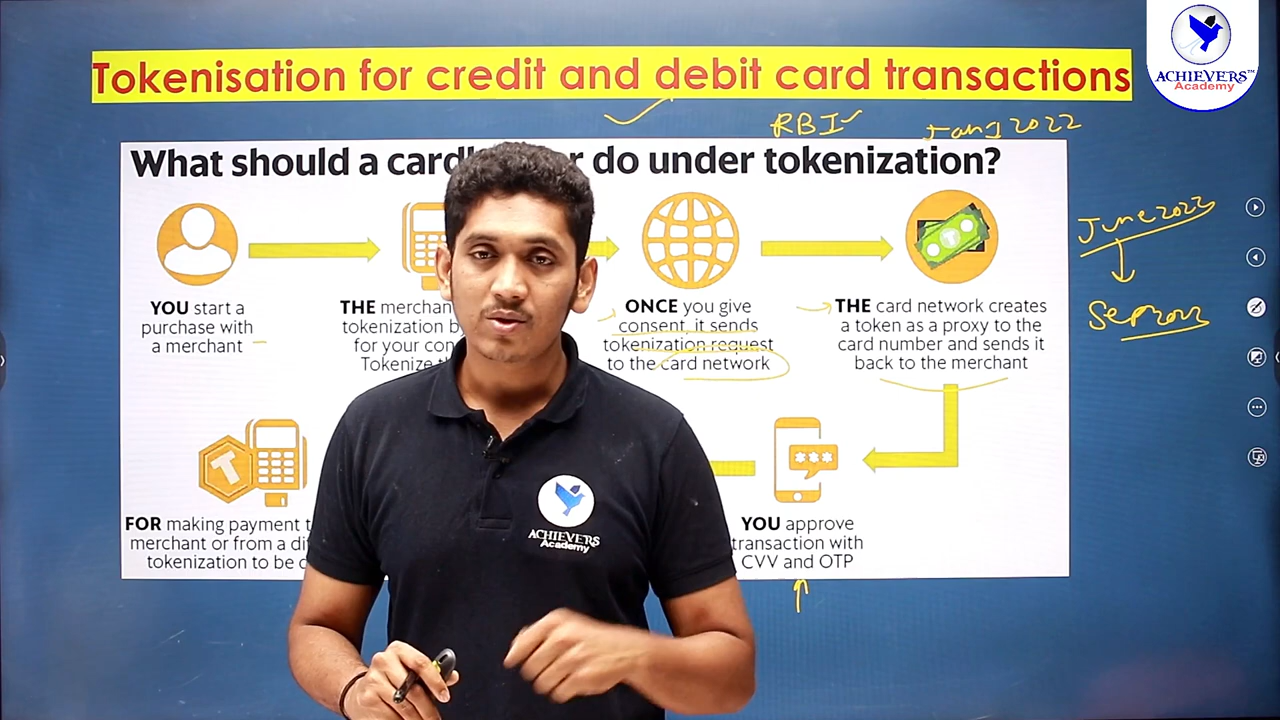 Tokenisation for credit and debit card transactions
ACHIEVERS™
Academy
RBI
Jan 1 2022
What should a card r do under tokenization?
June 2022
Sep 2022
YOU start a
purchase with
a merchant
THE merchan
tokenization b
for your con
Tokenize t
ONCE you give
consent, it sends
tokenization request
to the card network
THE card network creates
a token as a proxy to the
card number and sends it
back to the merchant
T
FOR making payment t
merchant or from a di
tokenization to be c
YOU approve
transaction with
CVV and OTP
ACHIEVERS
Academy